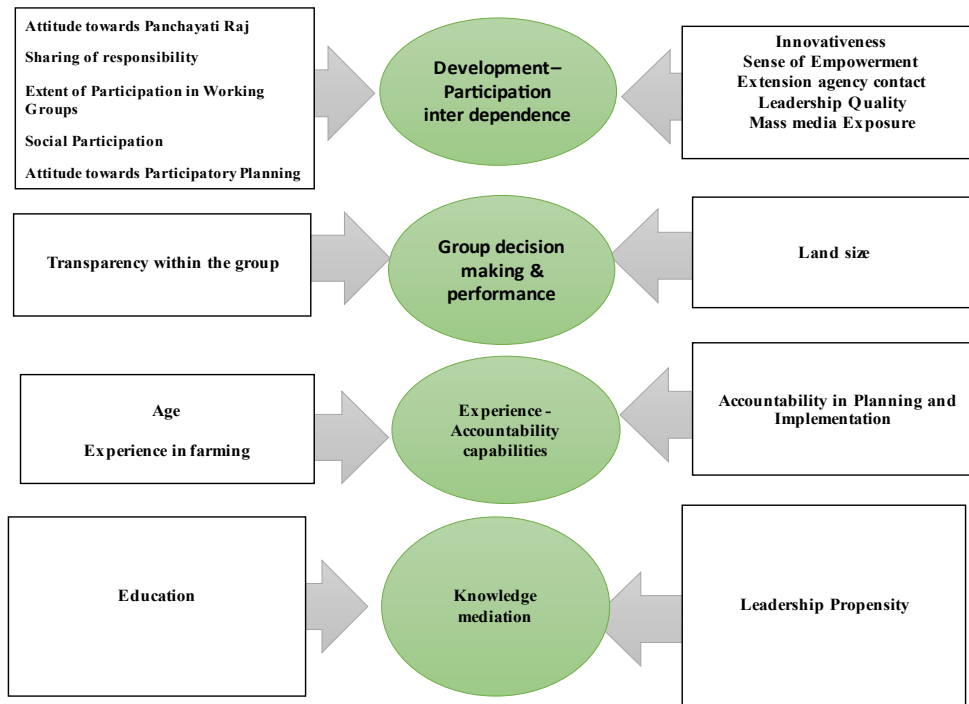 Attitude towards Panchayati Raj
Sharing of responsibility
Extent of Participation in Working
Groups
Social Participation
Attitude towards Participatory Planning
Development–
Participation
inter dependence
Innovativeness
Sense of Empowerment
Extension agency contact
Leadership Quality
Mass media Exposure
Transparency within the group
Group decision
making &
performance
Land size
Age
Experience in farming
Experience -
Accountability
capabilities
Accountability in Planning and
Implementation
Education
Knowledge
mediation
Leadership Propensity